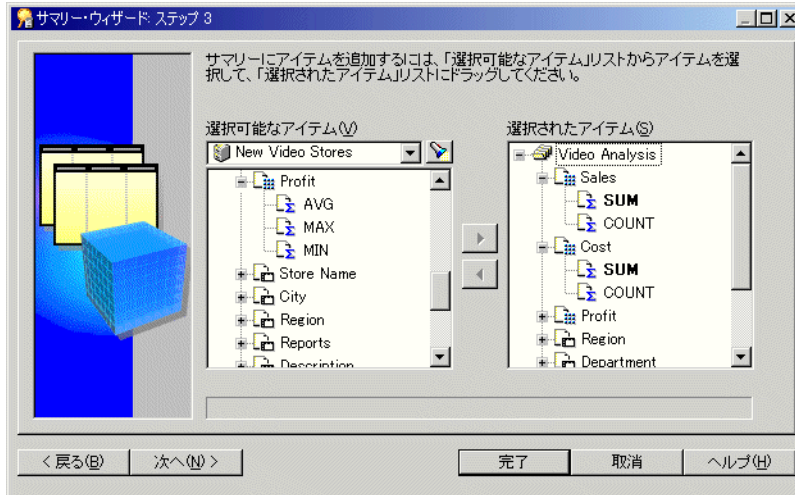 サマリー・ウィザード: ステップ 3
サマリーにアイテムを追加するには、「選択可能なアイテム」リストからアイテムを選
択して、「選択されたアイテム」リストにドラッグしてください。
選択可能なアイテム(V)
New Video Stores
Profit
AVG
MAX
MIN
Store Name
City
Region
Reports
Description
選択されたアイテム(S)
Video Analysis
Sales
SUM
COUNT
Cost
SUM
COUNT
Profit
Region
Department
< 戻る(B)
次へ(N) >
完了
取消
ヘルプ(H)